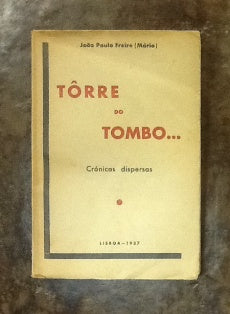 João Paulo Freire (Mário)
TÔRRE
DO
TOMBO...
Crónicas dispersas
LISBOA—1937